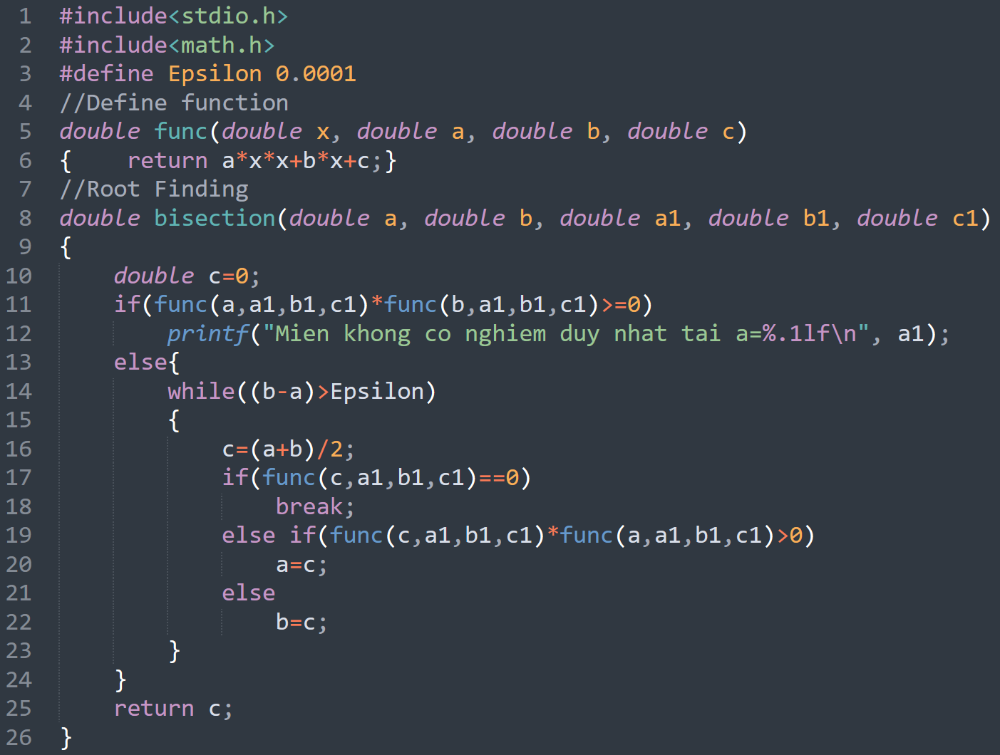 1 #include<stdio.h>
2 #include<math.h>
3 #define Epsilon 0.0001
4 //Define function
5 double func(double x, double a, double b, double c)
6 {    return a*x*x+b*x+c;}
7 //Root Finding
8 double bisection(double a, double b, double a1, double b1, double c1)
9 {
10     double c=0;
11     if(func(a,a1,b1,c1)*func(b,a1,b1,c1)>=0)
12         printf("Mien khong co nghiem duy nhat tai a=%.1lf\n", a1);
13     else{
14         while((b-a)>Epsilon)
15         {
16             c=(a+b)/2;
17             if(func(c,a1,b1,c1)==0)
18                 break;
19             else if(func(c,a1,b1,c1)*func(a,a1,b1,c1)>0)
20                 a=c;
21             else
22                 b=c;
23         }
24     }
25     return c;
26 }